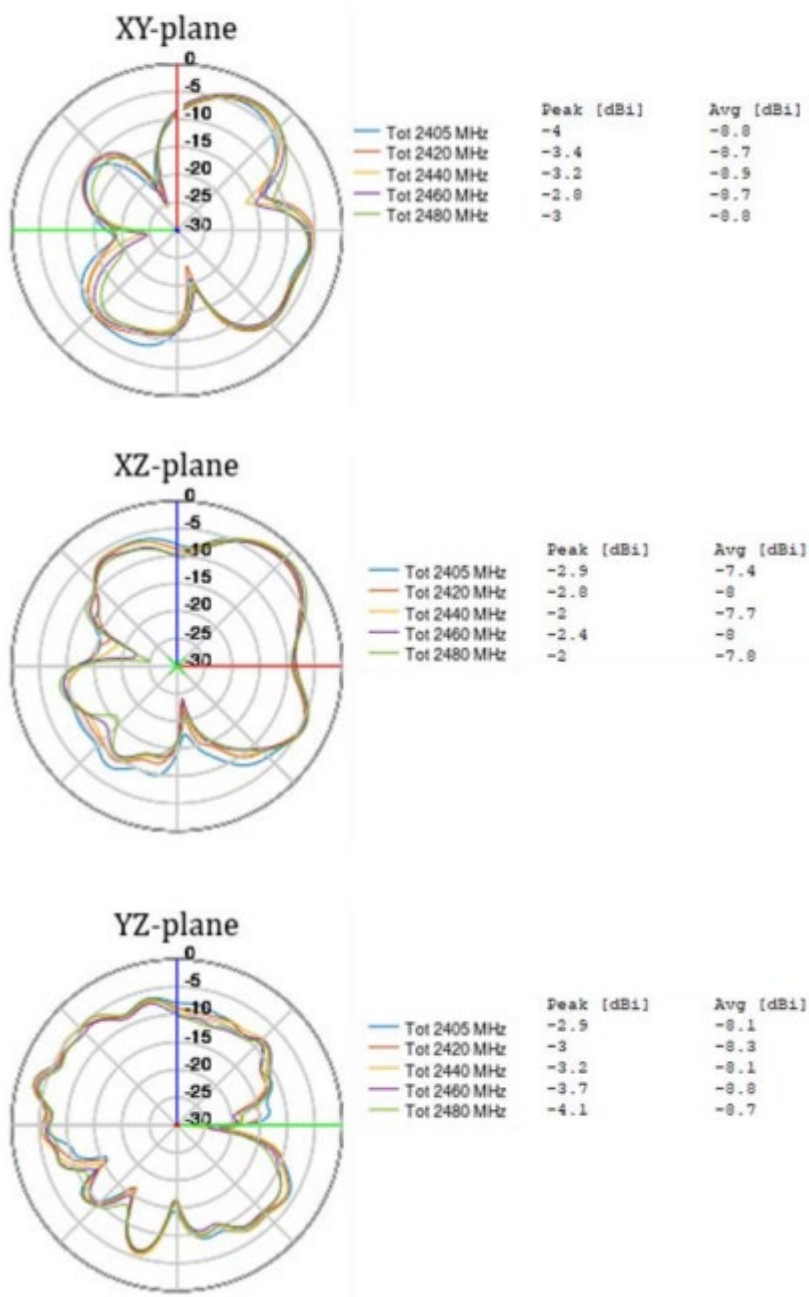 XY-plane
0
-5
-10
-15
-20
-25
-30
Peak [dBi] Avg [dBi]
Tot 2405 MHz -4 -8.8
Tot 2420 MHz -3.4 -8.7
Tot 2440 MHz -3.2 -8.9
Tot 2460 MHz -2.8 -8.7
Tot 2480 MHz -3 -8.8
XZ-plane
0
-5
-10
-15
-20
-25
-30
Peak [dBi] Avg [dBi]
Tot 2405 MHz -2.9 -7.4
Tot 2420 MHz -2.8 -8
Tot 2440 MHz -2 -7.7
Tot 2460 MHz -2.4 -8
Tot 2480 MHz -2 -7.8
YZ-plane
0
-5
-10
-15
-20
-25
-30
Peak [dBi] Avg [dBi]
Tot 2405 MHz -2.9 -8.1
Tot 2420 MHz -3 -8.3
Tot 2440 MHz -3.2 -8.1
Tot 2460 MHz -3.7 -8.8
Tot 2480 MHz -4.1 -8.7